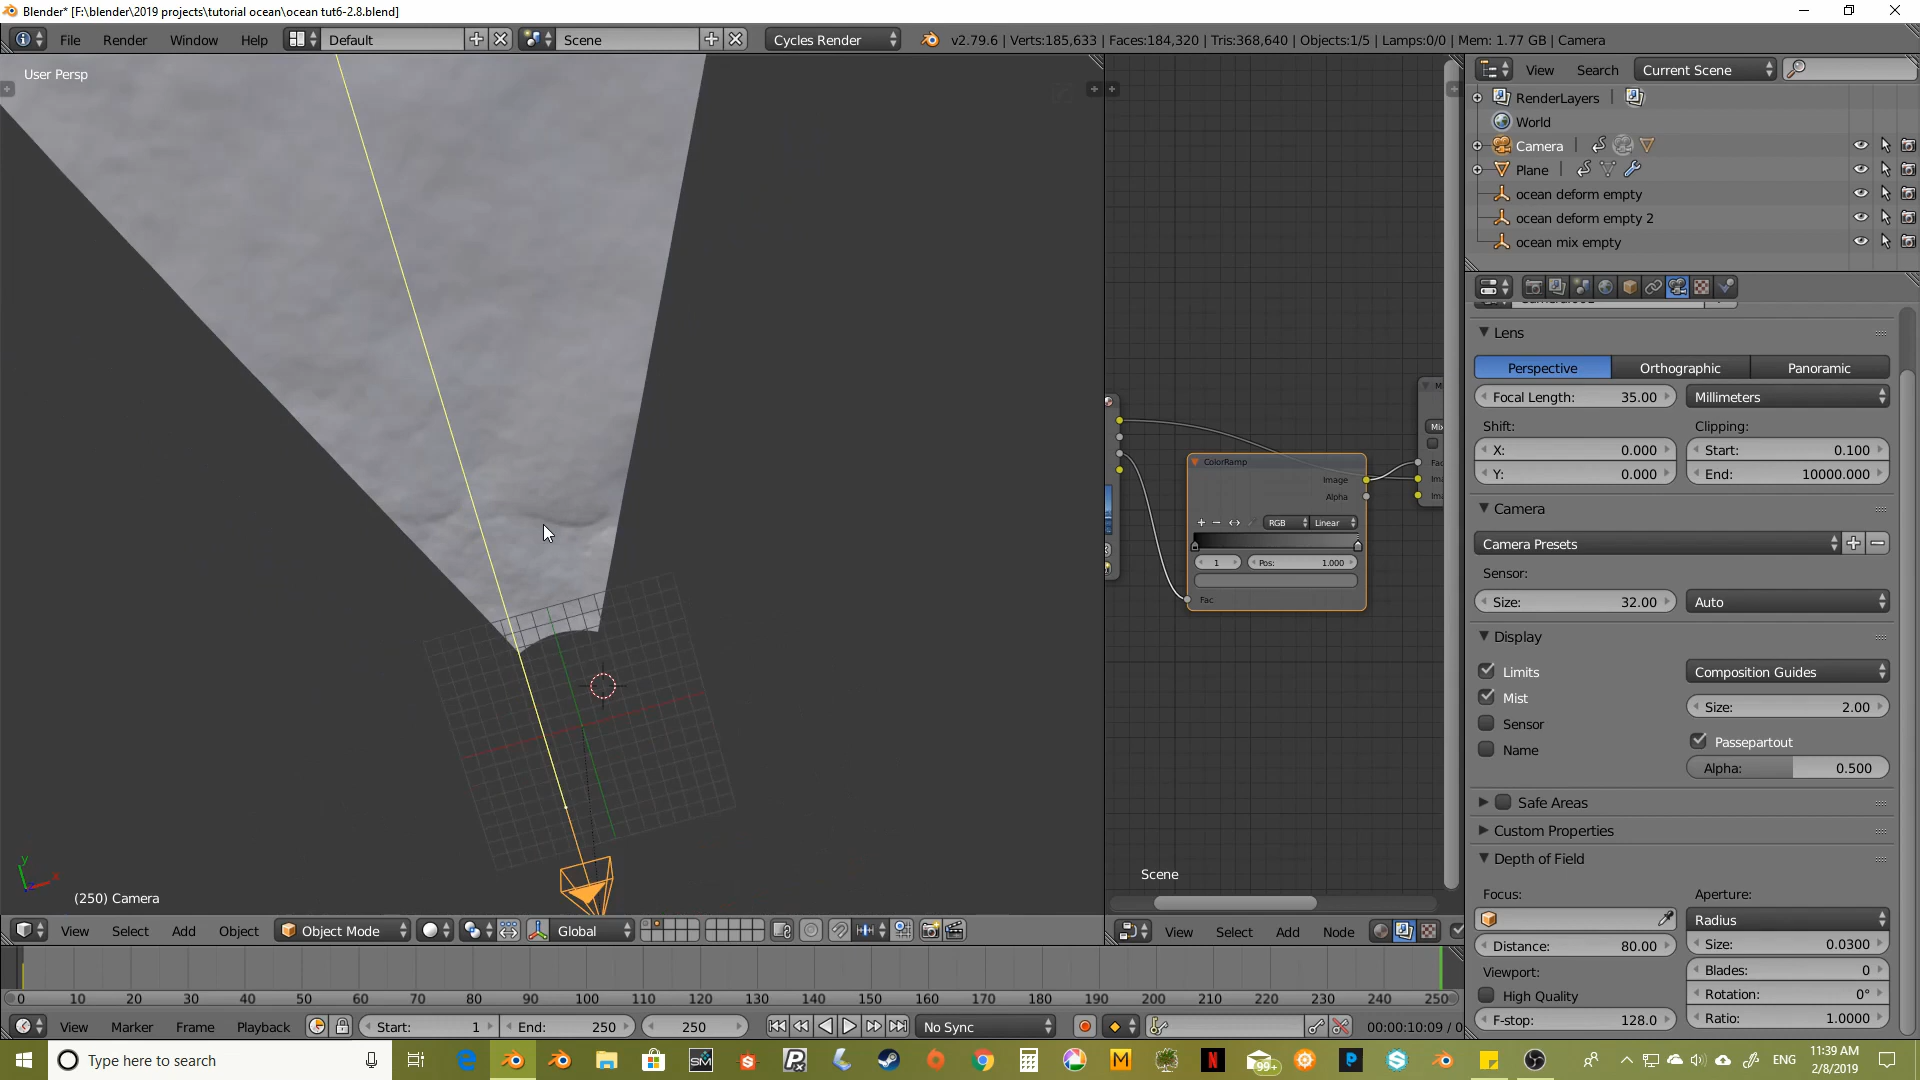 Blender* [F:\blender\2019 projects\tutorial ocean\ocean tut6-2.8.blend]
File Render Window Help Default Scene Cycles Render v2.79.6 | Verts:185,633 | Faces:184,320 | Tris:368,640 | Objects:1/5 | Lamps:0/0 | Mem: 1.77 GB | Camera
User Persp
View Search Current Scene
RenderLayers
World
Camera
Plane
ocean deform empty
ocean deform empty 2
ocean mix empty
Lens
Perspective Orthographic Panoramic
Focal Length: 35.00 Millimeters
Shift: Clipping:
X: 0.000 Start: 0.100
Y: 0.000 End: 10000.000
Camera
Camera Presets
Sensor:
Size: 32.00 Auto
Display
Limits Composition Guides
Mist Size: 2.00
Sensor
Name Passepartout
Alpha: 0.500
Safe Areas
Custom Properties
Depth of Field
Focus: Aperture:
Radius
Distance: 80.00 Size: 0.0300
Viewport: Blades: 0
High Quality Rotation: 0°
F-stop: 128.0 Ratio: 1.0000
ColorRamp
Image
Alpha
RGB Linear
1 Pos: 1.000
Fac
M
Mix
Fac
Im
Im
Scene
y
x
(250) Camera
View Select Add Object Object Mode Global
View Select Add Node
0 10 20 30 40 50 60 70 80 90 100 110 120 130 140 150 160 170 180 190 200 210 220 230 240 250
View Marker Frame Playback Start: 1 End: 250 250 No Sync 00:00:10:09 / 0
Type here to search
99+
ENG
11:39 AM
2/8/2019